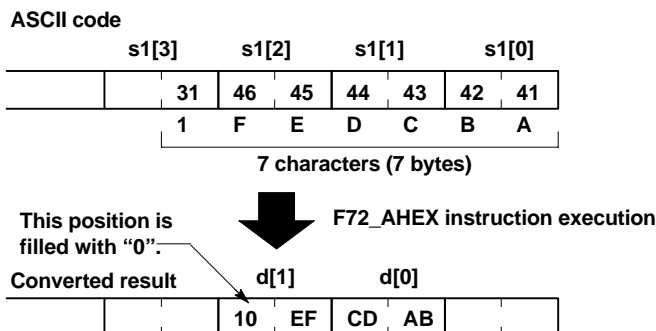 ASCII code
s1[3] s1[2] s1[1] s1[0]
31 46 45 44 43 42 41
1 F E D C B A
7 characters (7 bytes)
This position is
filled with “0”.
F72_AHEX instruction execution
Converted result d[1] d[0]
10 EF CD AB